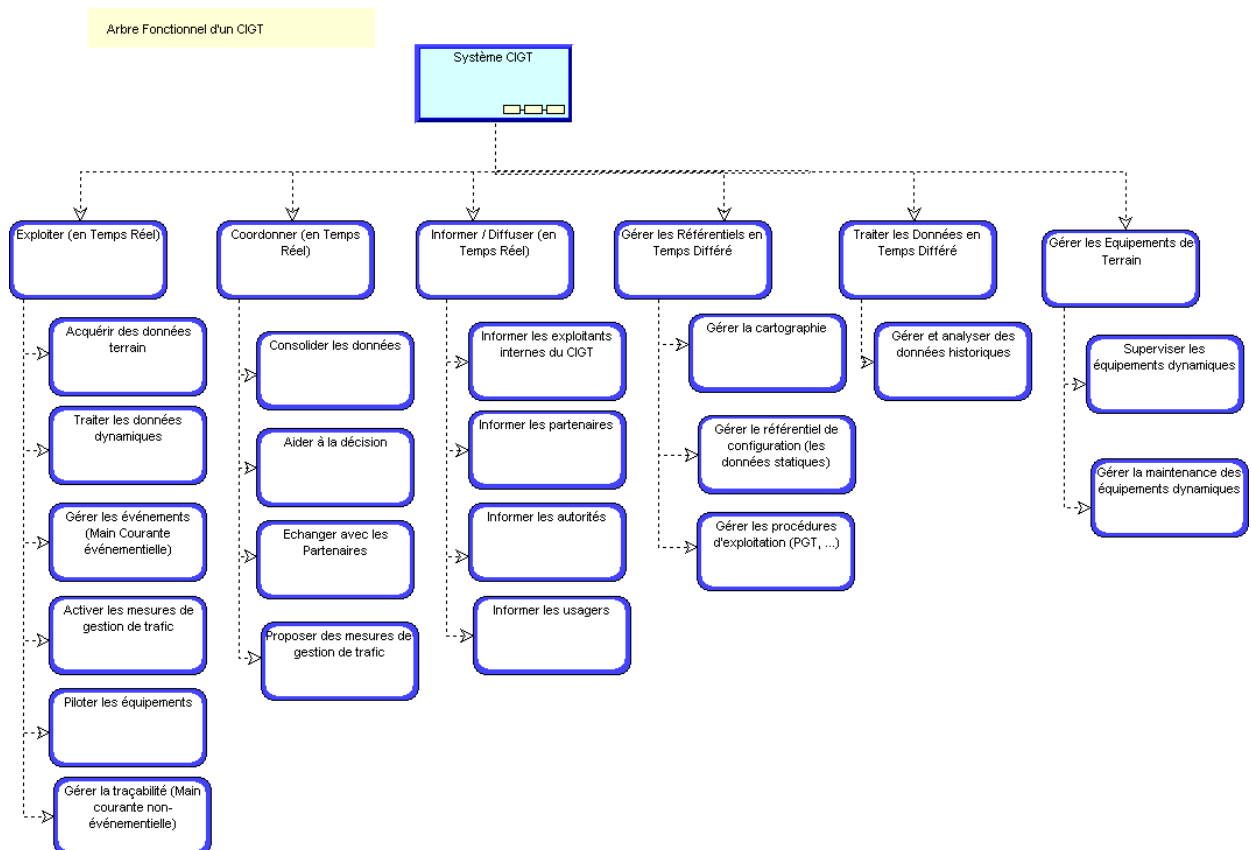 Arbre Fonctionnel d'un CIGT
Système CIGT
Exploiter (en Temps Réel)
Acquérir des données
terrain
Traiter les données
dynamiques
Gérer les événements
(Main Courante
événementielle)
Activer les mesures de
gestion de trafic
Piloter les équipements
Gérer la traçabilité (Main
courante non-
événementielle)
Coordonner (en Temps
Réel)
Consolider les données
Aider à la décision
Echanger avec les
Partenaires
Proposer des mesures de
gestion de trafic
Informer / Diffuser (en
Temps Réel)
Informer les exploitants
internes du CIGT
Informer les partenaires
Informer les autorités
Informer les usagers
Gérer les Référentiels en
Temps Différé
Gérer la cartographie
Gérer le référentiel de
configuration (les
données statiques)
Gérer les procédures
d'exploitation (PGT, ...)
Traiter les Données en
Temps Différé
Gérer et analyser des
données historiques
Gérer les Equipements de
Terrain
Superviser les
équipements dynamiques
Gérer la maintenance des
équipements dynamiques